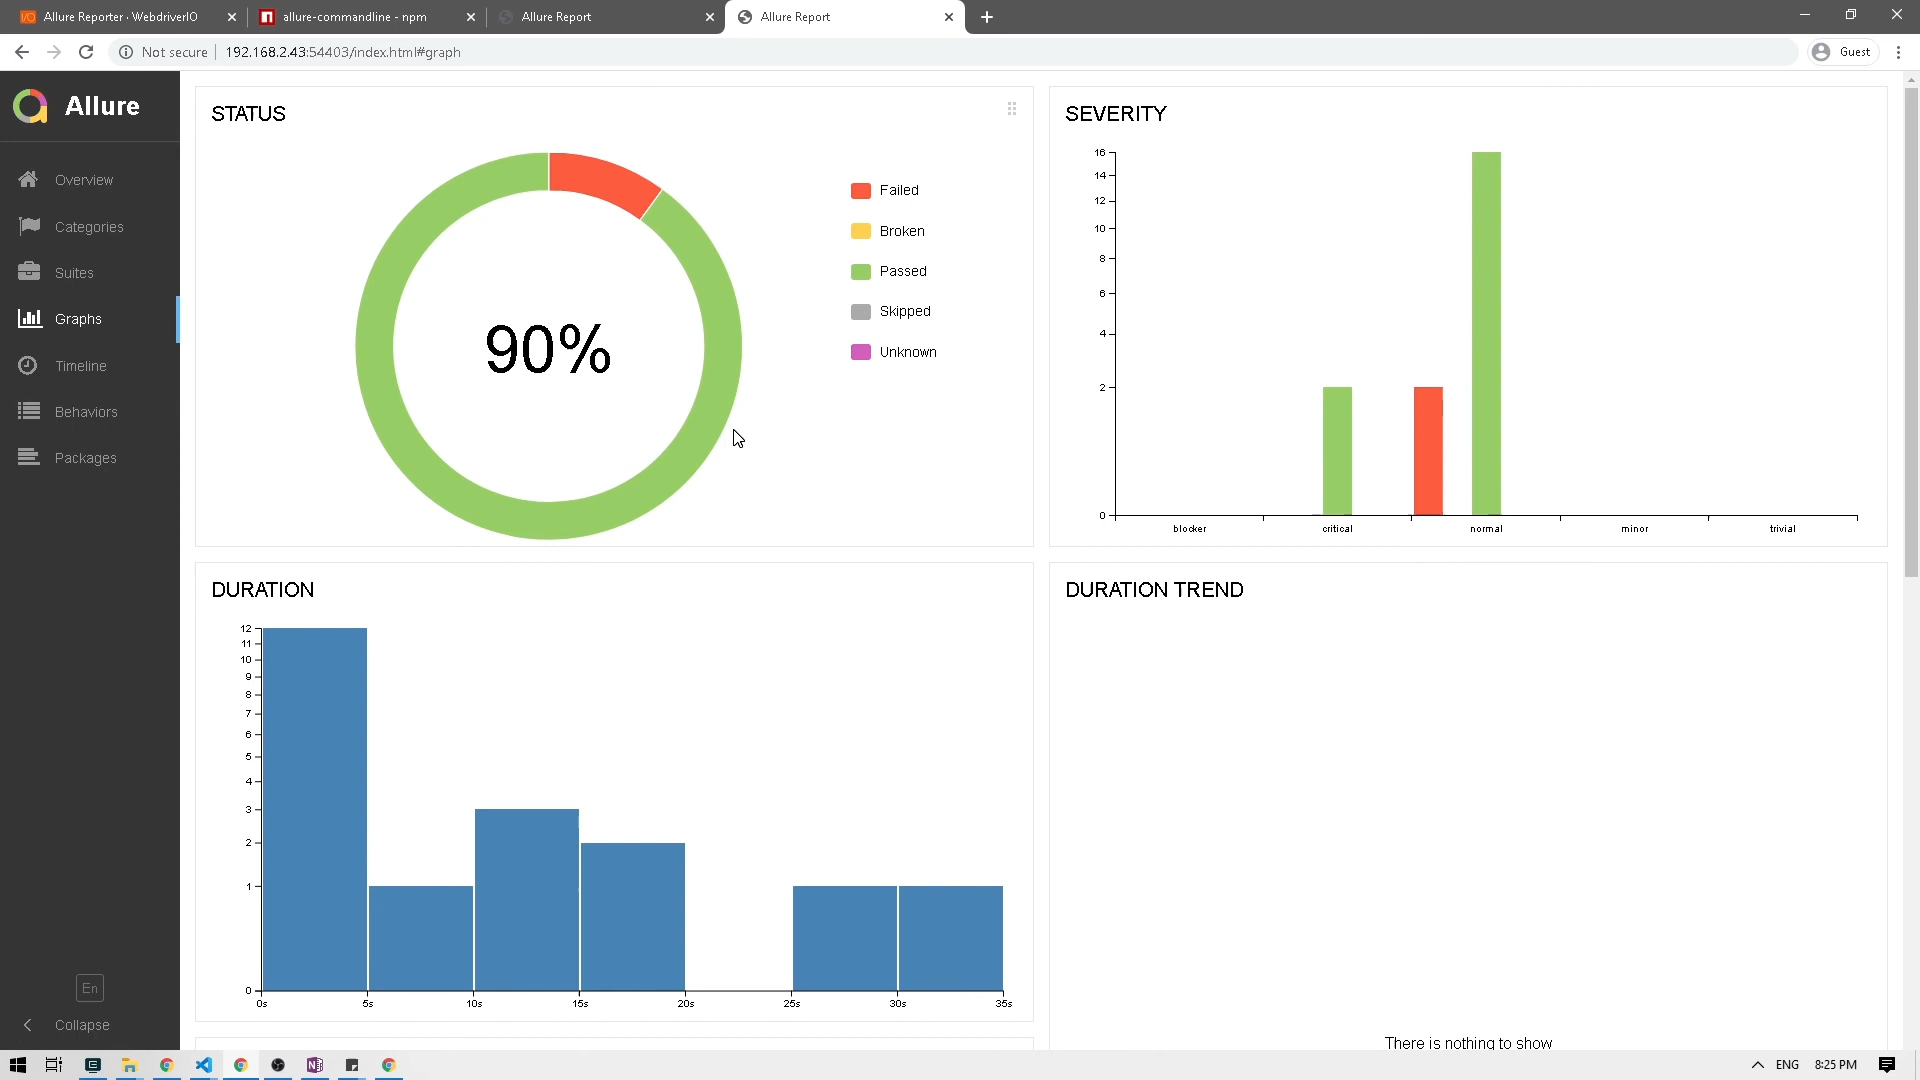 Allure Reporter · WebdriverIO
allure-commandline - npm
Allure Report
Allure Report
Not secure
192.168.2.43:54403/index.html#graph
Guest
Allure
Overview
Categories
Suites
Graphs
Timeline
Behaviors
Packages
En
Collapse
STATUS
90%
Failed
Broken
Passed
Skipped
Unknown
SEVERITY
16
14
12
10
8
6
4
2
0
blocker critical normal minor trivial
DURATION
12
11
10
9
8
7
6
5
4
3
2
1
0
0s 5s 10s 15s 20s 25s 30s 35s
DURATION TREND
There is nothing to show
ENG 8:25 PM